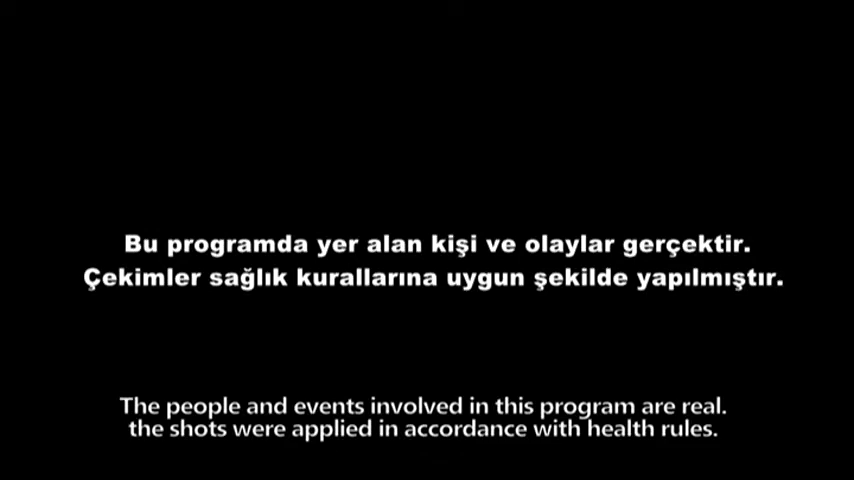 Bu programda yer alan kişi ve olaylar gerçektir.
Çekimler sağlık kurallarına uygun şekilde yapılmıştır.
The people and events involved in this program are real.
the shots were applied in accordance with health rules.